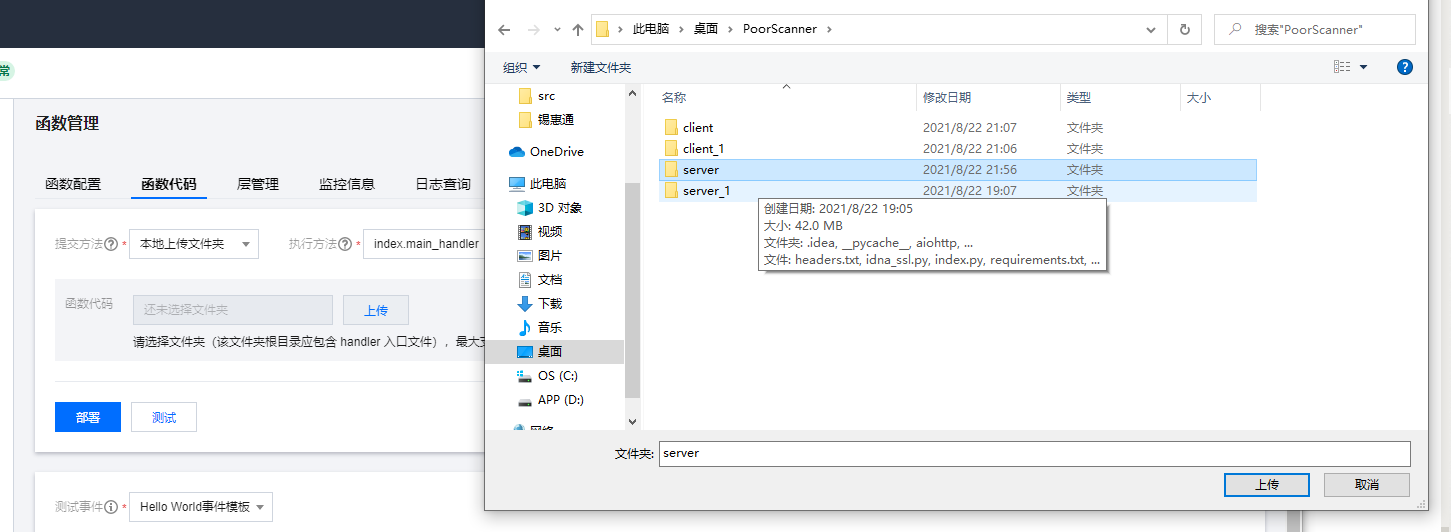 常
函数管理
函数配置 函数代码 层管理 监控信息 日志查询
提交方法 * 本地上传文件夹 执行方法 * index.main_handler
函数代码 还未选择文件夹 上传
请选择文件夹（该文件夹根目录应包含 handler 入口文件），最大
部署 测试
测试事件 * Hello World事件模板
此电脑 桌面 PoorScanner
搜索"PoorScanner"
组织 新建文件夹
src
锡惠通
OneDrive
此电脑
3D 对象
视频
图片
文档
下载
音乐
桌面
OS (C:)
APP (D:)
网络
名称 修改日期 类型 大小
client 2021/8/22 21:07 文件夹
client_1 2021/8/22 21:06 文件夹
server 2021/8/22 21:56 文件夹
server_1 2021/8/22 19:07 文件夹
创建日期: 2021/8/22 19:05
大小: 42.0 MB
文件夹: .idea, __pycache__, aiohttp, ...
文件: headers.txt, idna_ssl.py, index.py, requirements.txt, ...
文件夹: server
上传 取消